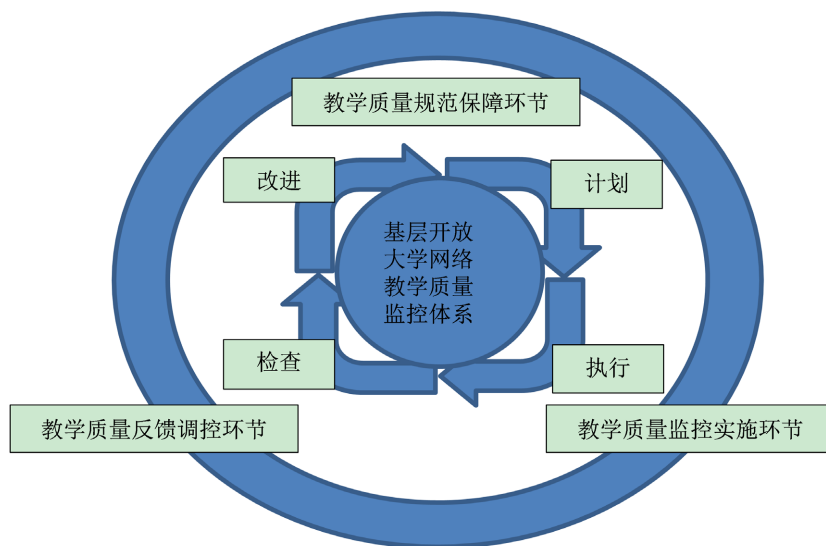 教学质量规范保障环节
改进
计划
基层开放
大学网络
教学质量
监控体系
检查
执行
教学质量反馈调控环节
教学质量监控实施环节